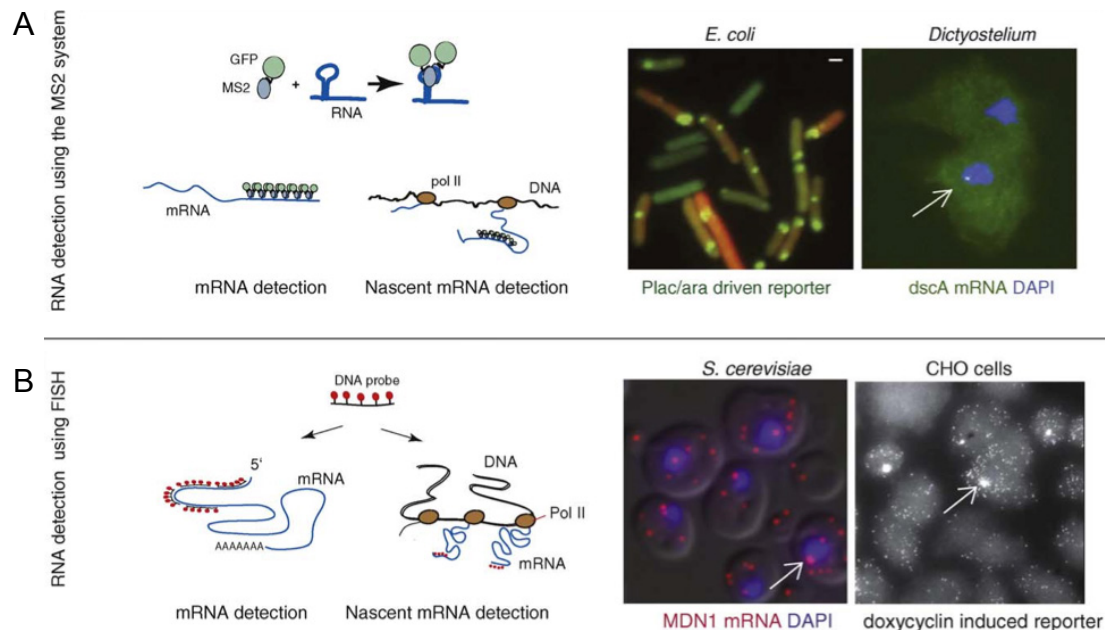 A
RNA detection using the MS2 system
GFP
MS2
+
RNA
mRNA
pol II
DNA
mRNA detection
Nascent mRNA detection
E. coli
Dictyostelium
Plac/ara driven reporter
dscA mRNA DAPI
B
RNA detection using FISH
DNA probe
5'
mRNA
AAAAAAA
DNA
Pol II
mRNA
mRNA detection
Nascent mRNA detection
S. cerevisiae
CHO cells
MDN1 mRNA DAPI
doxycyclin induced reporter